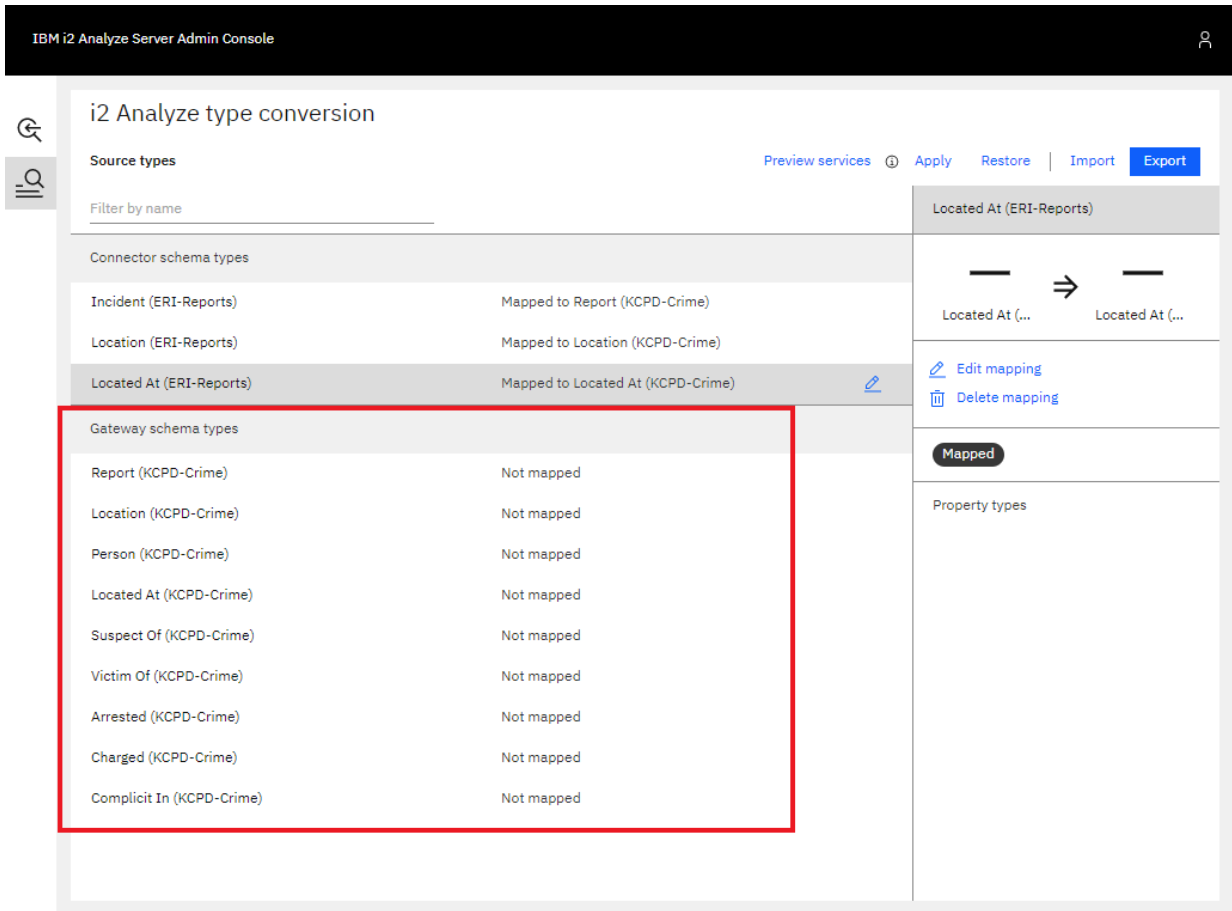 IBM i2 Analyze Server Admin Console
i2 Analyze type conversion
Source types
Preview services Apply Restore Import Export
Filter by name
Connector schema types
Incident (ERI-Reports) Mapped to Report (KCPD-Crime)
Location (ERI-Reports) Mapped to Location (KCPD-Crime)
Located At (ERI-Reports) Mapped to Located At (KCPD-Crime)
Gateway schema types
Report (KCPD-Crime) Not mapped
Location (KCPD-Crime) Not mapped
Person (KCPD-Crime) Not mapped
Located At (KCPD-Crime) Not mapped
Suspect Of (KCPD-Crime) Not mapped
Victim Of (KCPD-Crime) Not mapped
Arrested (KCPD-Crime) Not mapped
Charged (KCPD-Crime) Not mapped
Complicit In (KCPD-Crime) Not mapped
Located At (ERI-Reports)
Located At (... Located At (...
Edit mapping
Delete mapping
Mapped
Property types